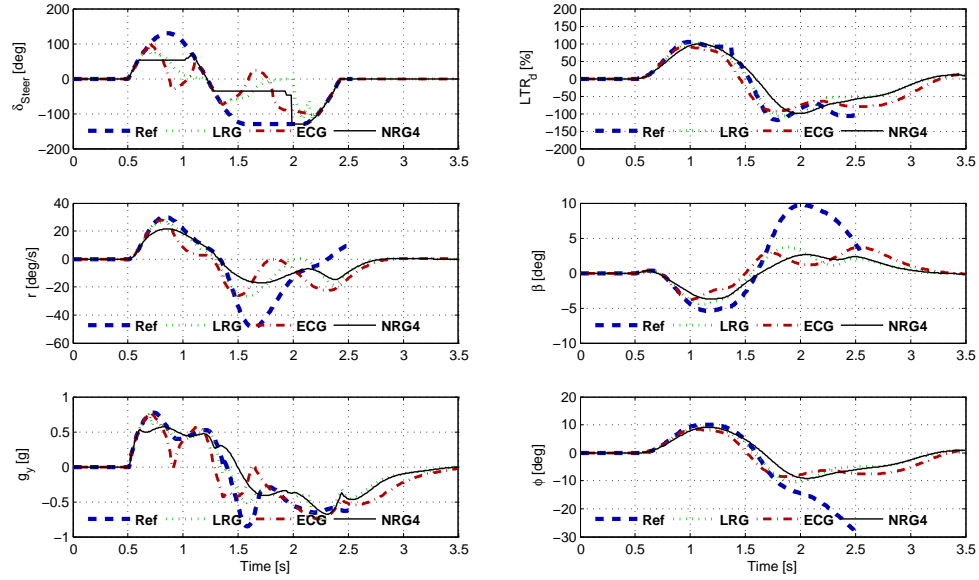 200
100
0
−100
−200
δSteer [deg]
0 0.5 1 1.5 2 2.5 3 3.5
Ref LRG ECG NRG4
200
150
100
50
0
−50
−100
−150
−200
LTRd [%]
0 0.5 1 1.5 2 2.5 3 3.5
Ref LRG ECG NRG4
40
20
0
−20
−40
−60
r [deg/s]
0 0.5 1 1.5 2 2.5 3 3.5
Ref LRG ECG NRG4
10
5
0
−5
−10
β [deg]
0 0.5 1 1.5 2 2.5 3 3.5
Ref LRG ECG NRG4
1
0.5
0
−0.5
−1
gy [g]
0 0.5 1 1.5 2 2.5 3 3.5
Time [s]
Ref LRG ECG NRG4
20
10
0
−10
−20
−30
ϕ [deg]
0 0.5 1 1.5 2 2.5 3 3.5
Time [s]
Ref LRG ECG NRG4